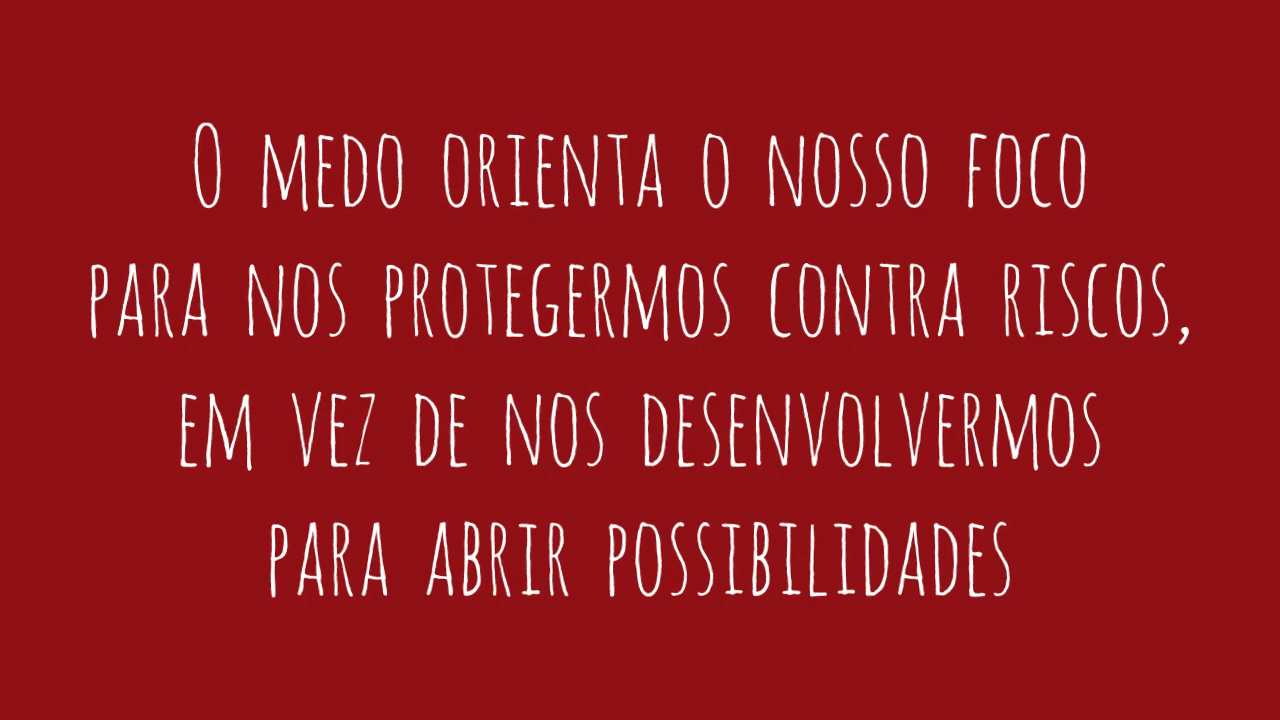 O MEDO ORIENTA O NOSSO FOCO
PARA NOS PROTEGERMOS CONTRA RISCOS,
EM VEZ DE NOS DESENVOLVERMOS
PARA ABRIR POSSIBILIDADES